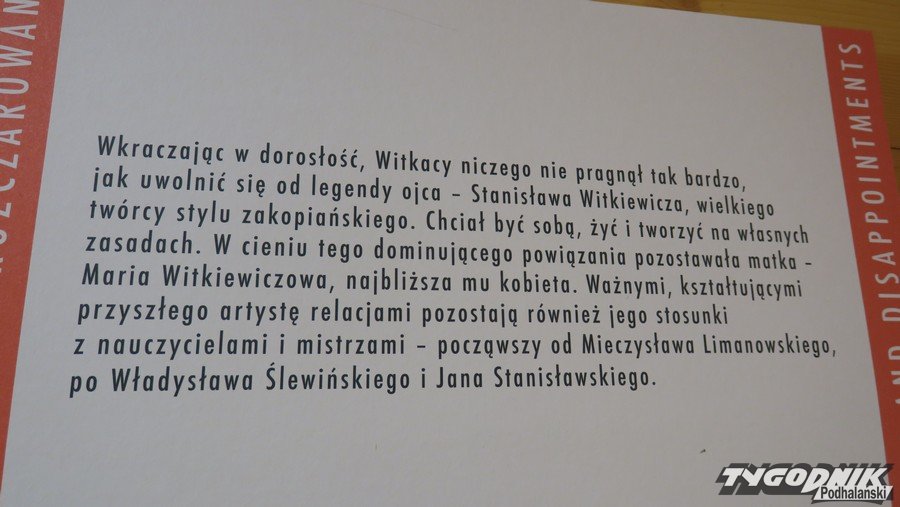 ROZCZAROWAN
Wkraczając w dorosłość, Witkacy niczego nie pragnął tak bardzo,
jak uwolnić się od legendy ojca – Stanisława Witkiewicza, wielkiego
twórcy stylu zakopiańskiego. Chciał być sobą, żyć i tworzyć na własnych
zasadach. W cieniu tego dominującego powiązania pozostawała matka –
Maria Witkiewiczowa, najbliższa mu kobieta. Ważnymi, kształtującymi
przyszłego artystę relacjami pozostają również jego stosunki
z nauczycielami i mistrzami – począwszy od Mieczysława Limanowskiego,
po Władysława Ślewińskiego i Jana Stanisławskiego.
AND DISAPPOINTMENTS
TYGODNIK
Podhalański